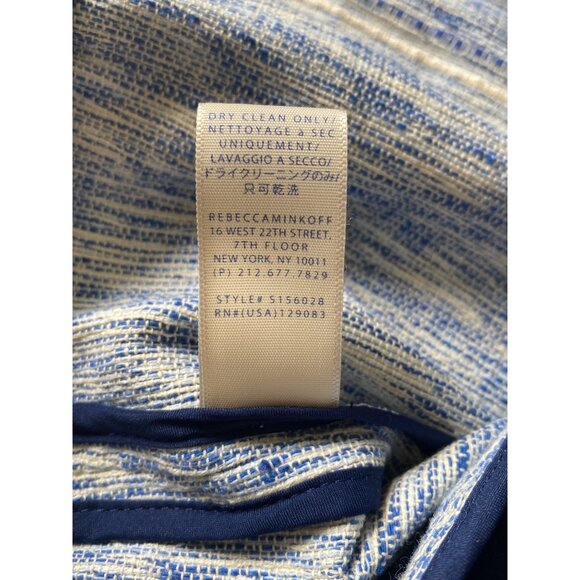 DRY CLEAN ONLY/
NETTOYAGE à SEC
UNIQUEMENT/
LAVAGGIO A SECCO/
ドライクリーニングのみ/
只可乾洗
REBECCAMINKOFF
16 WEST 22TH STREET,
7TH FLOOR
NEW YORK, NY 10011
(P) 212.677.7829
STYLE# S156028
RN#(USA)129083